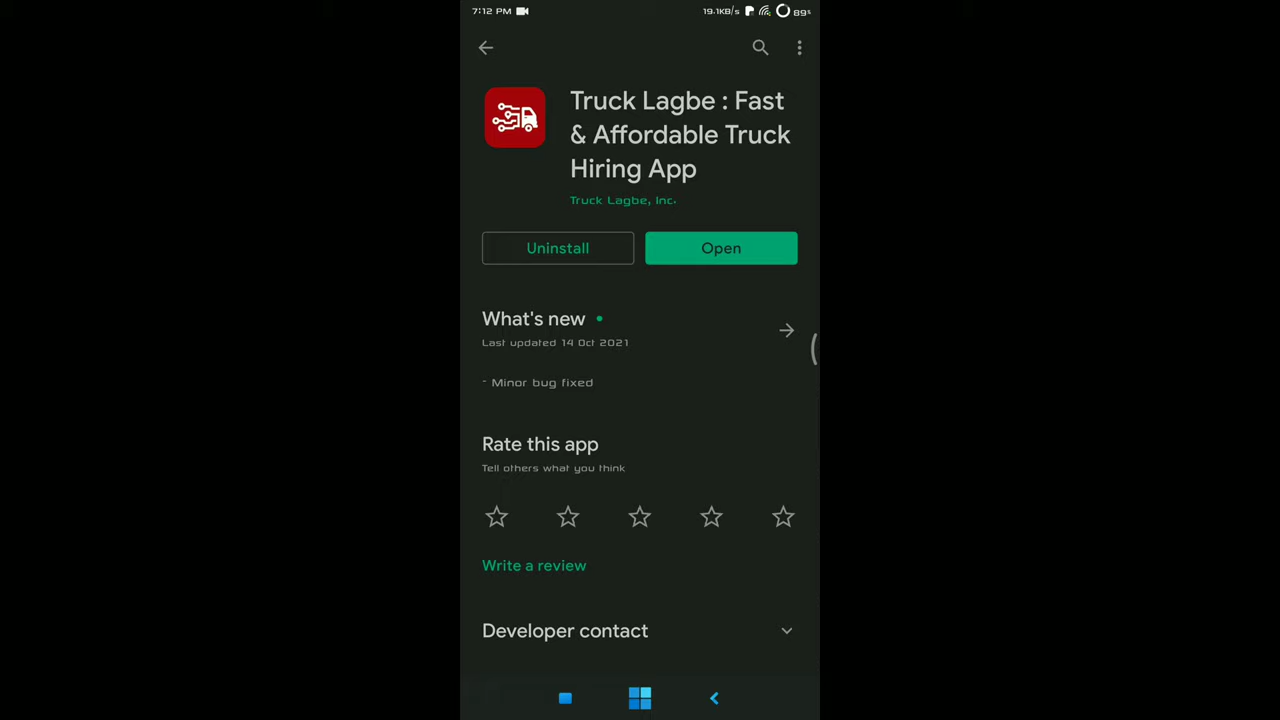 7:12 PM
19.1KB/s
89%
Truck Lagbe : Fast
& Affordable Truck
Hiring App
Truck Lagbe, Inc.
Uninstall
Open
What's new
Last updated 14 Oct 2021
- Minor bug fixed
Rate this app
Tell others what you think
Write a review
Developer contact